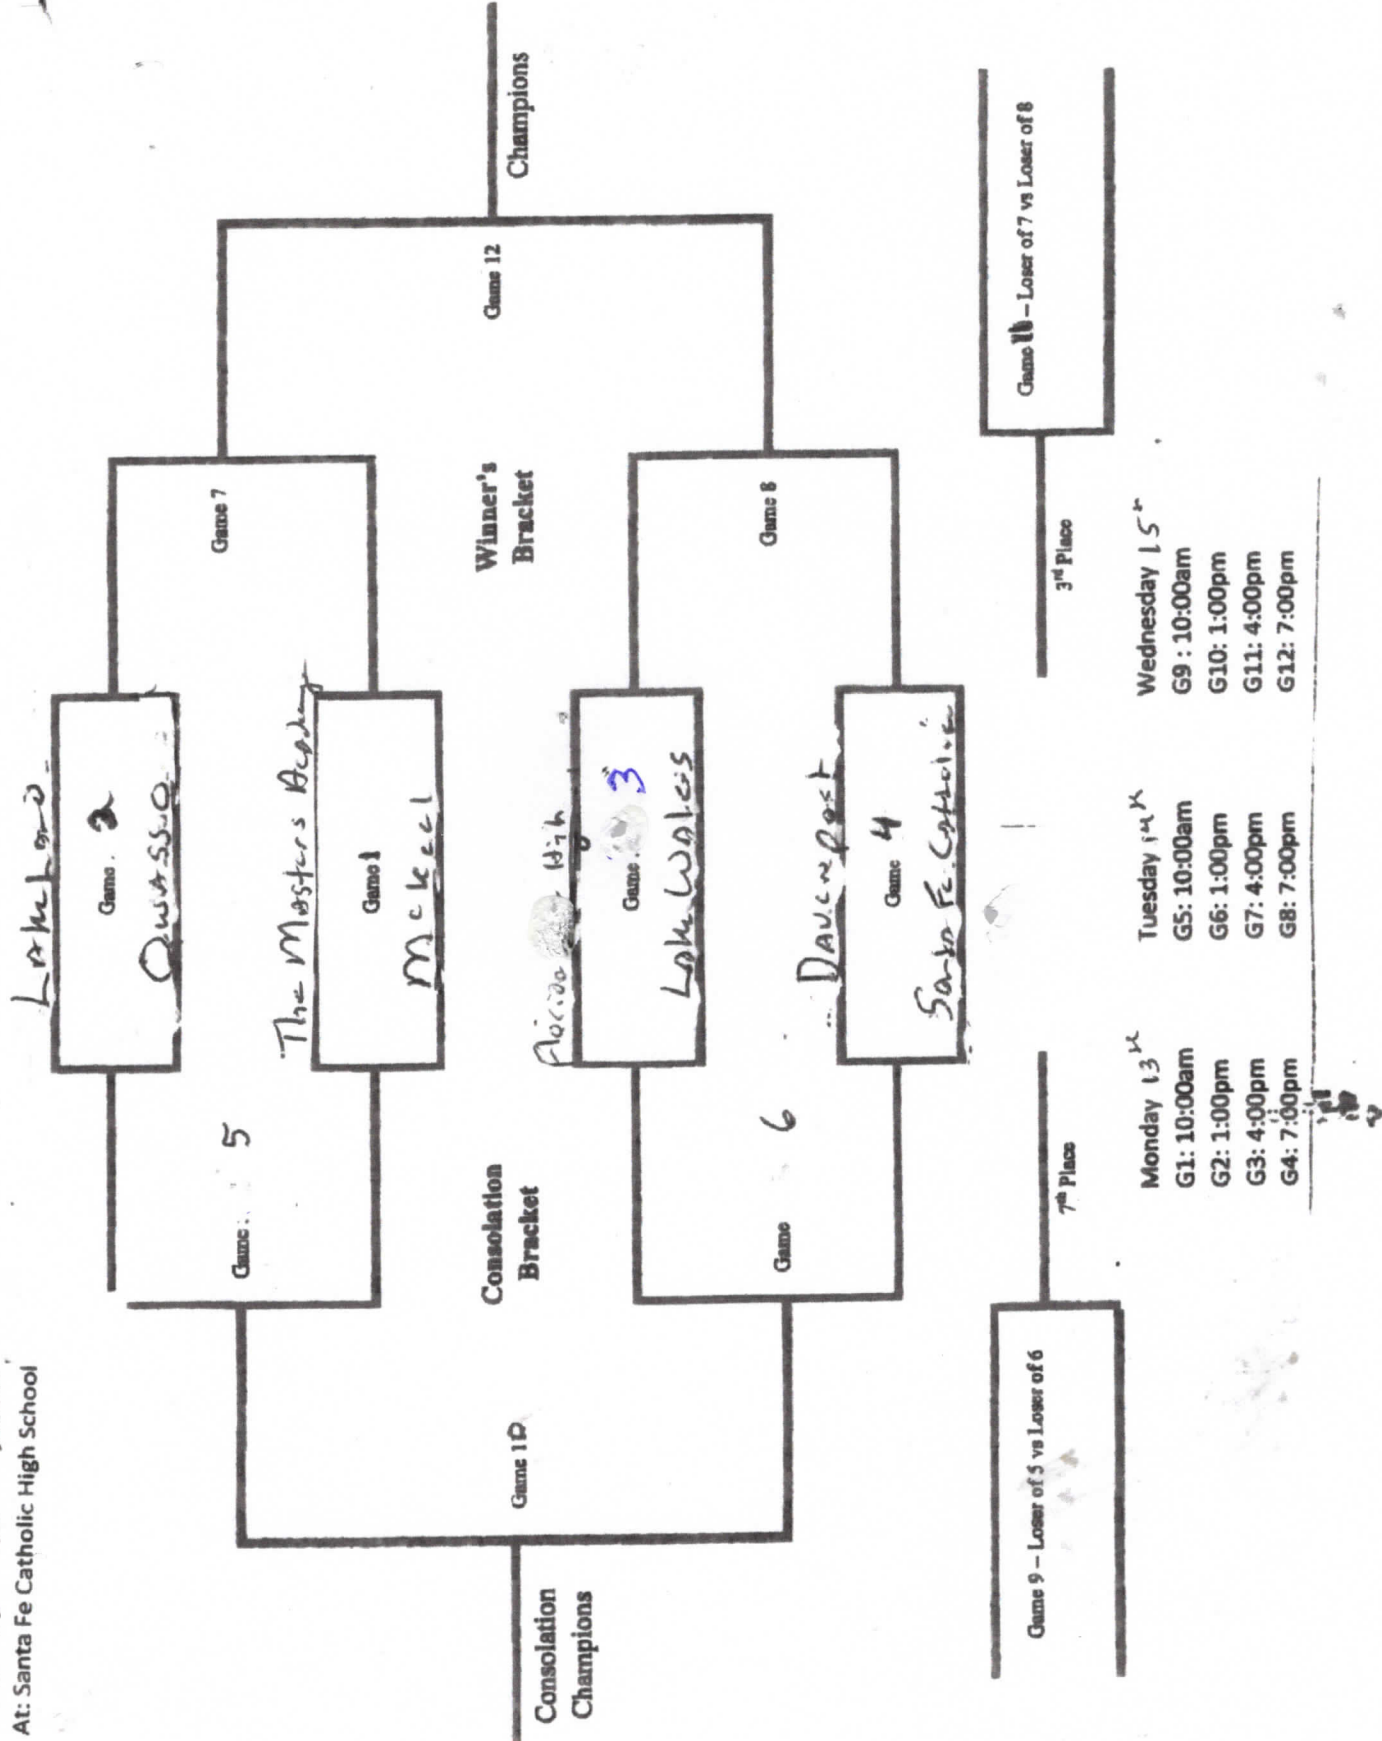 At: Santa Fe Catholic High School
Lakeland
Game 2
Owasso
The Masters Academy
Game 1
McKeel
Florida High
Game 3
Lake Wales
Davenport
Game 4
Santa Fe Catholic
Game 5
Game 6
Consolation
Bracket
Game 10
Consolation
Champions
Game 7
Winner's
Bracket
Game 8
Game 12
Champions
Game 9 – Loser of 5 vs Loser of 6
7th Place
3rd Place
Game 11 – Loser of 7 vs Loser of 8
Monday 13th
G1: 10:00am
G2: 1:00pm
G3: 4:00pm
G4: 7:00pm
Tuesday 14th
G5: 10:00am
G6: 1:00pm
G7: 4:00pm
G8: 7:00pm
Wednesday 15th
G9 : 10:00am
G10: 1:00pm
G11: 4:00pm
G12: 7:00pm